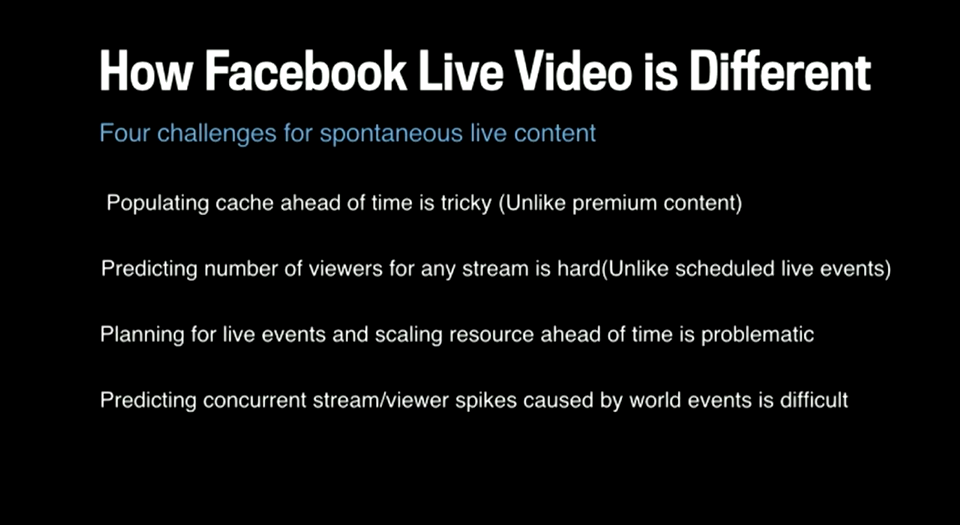 How Facebook Live Video is Different
Four challenges for spontaneous live content
Populating cache ahead of time is tricky (Unlike premium content)
Predicting number of viewers for any stream is hard(Unlike scheduled live events)
Planning for live events and scaling resource ahead of time is problematic
Predicting concurrent stream/viewer spikes caused by world events is difficult